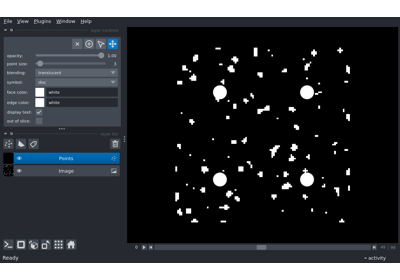 File View Plugins Window Help
opacity: 1.00
point size:
blending: translucent
symbol: disc
face color: white
edge color: white
display text:
out of slice:
Points
Image
0
Ready
activity